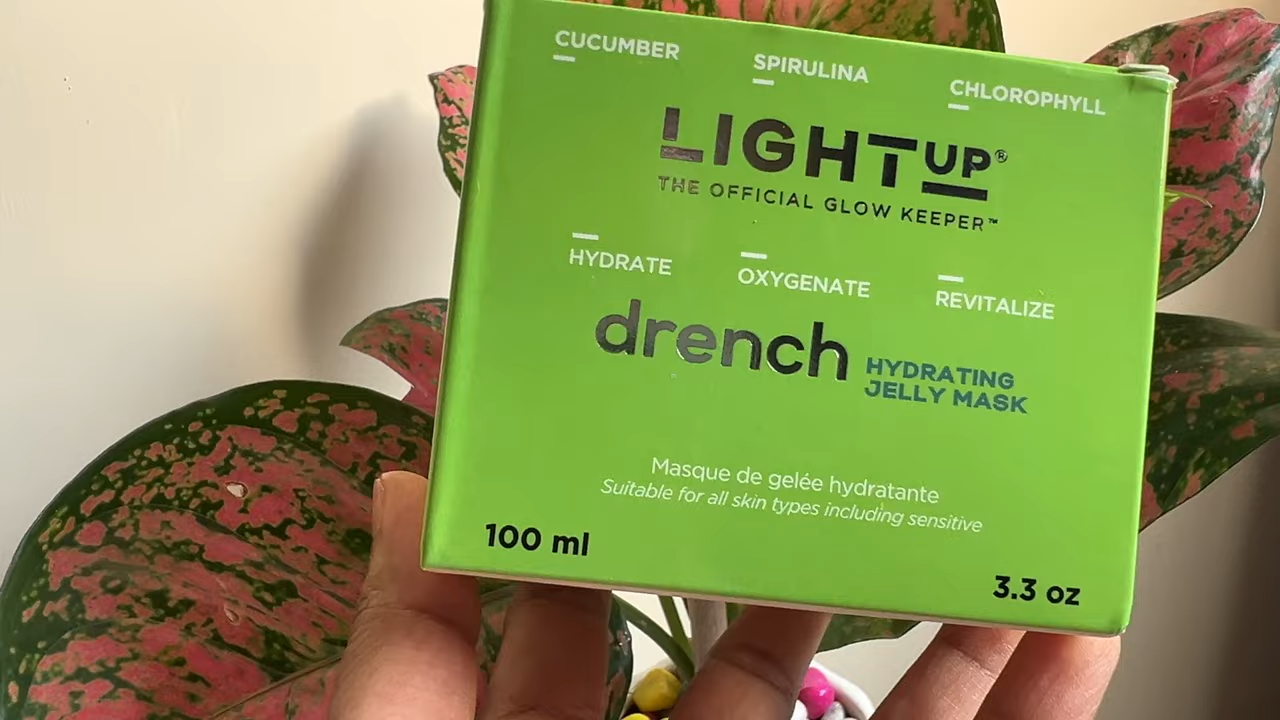 CUCUMBER
SPIRULINA
CHLOROPHYLL
LIGHTUP®
THE OFFICIAL GLOW KEEPER™
HYDRATE
OXYGENATE
REVITALIZE
drench
HYDRATING
JELLY MASK
Masque de gelée hydratante
Suitable for all skin types including sensitive
100 ml
3.3 oz